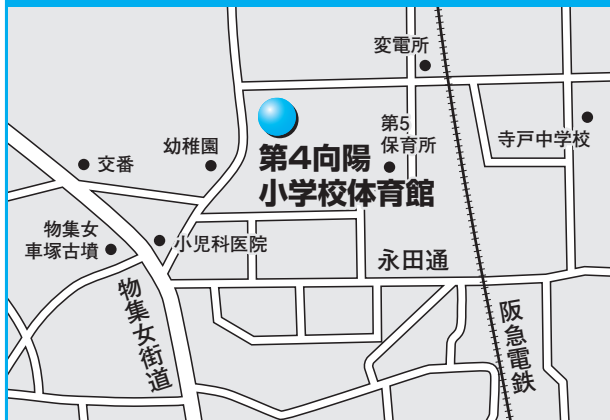 変電所
第5
保育所
寺戸中学校
幼稚園
交番
第4向陽
小学校体育館
物集女
車塚古墳
小児科医院
永田通
物集女街道
阪急電鉄